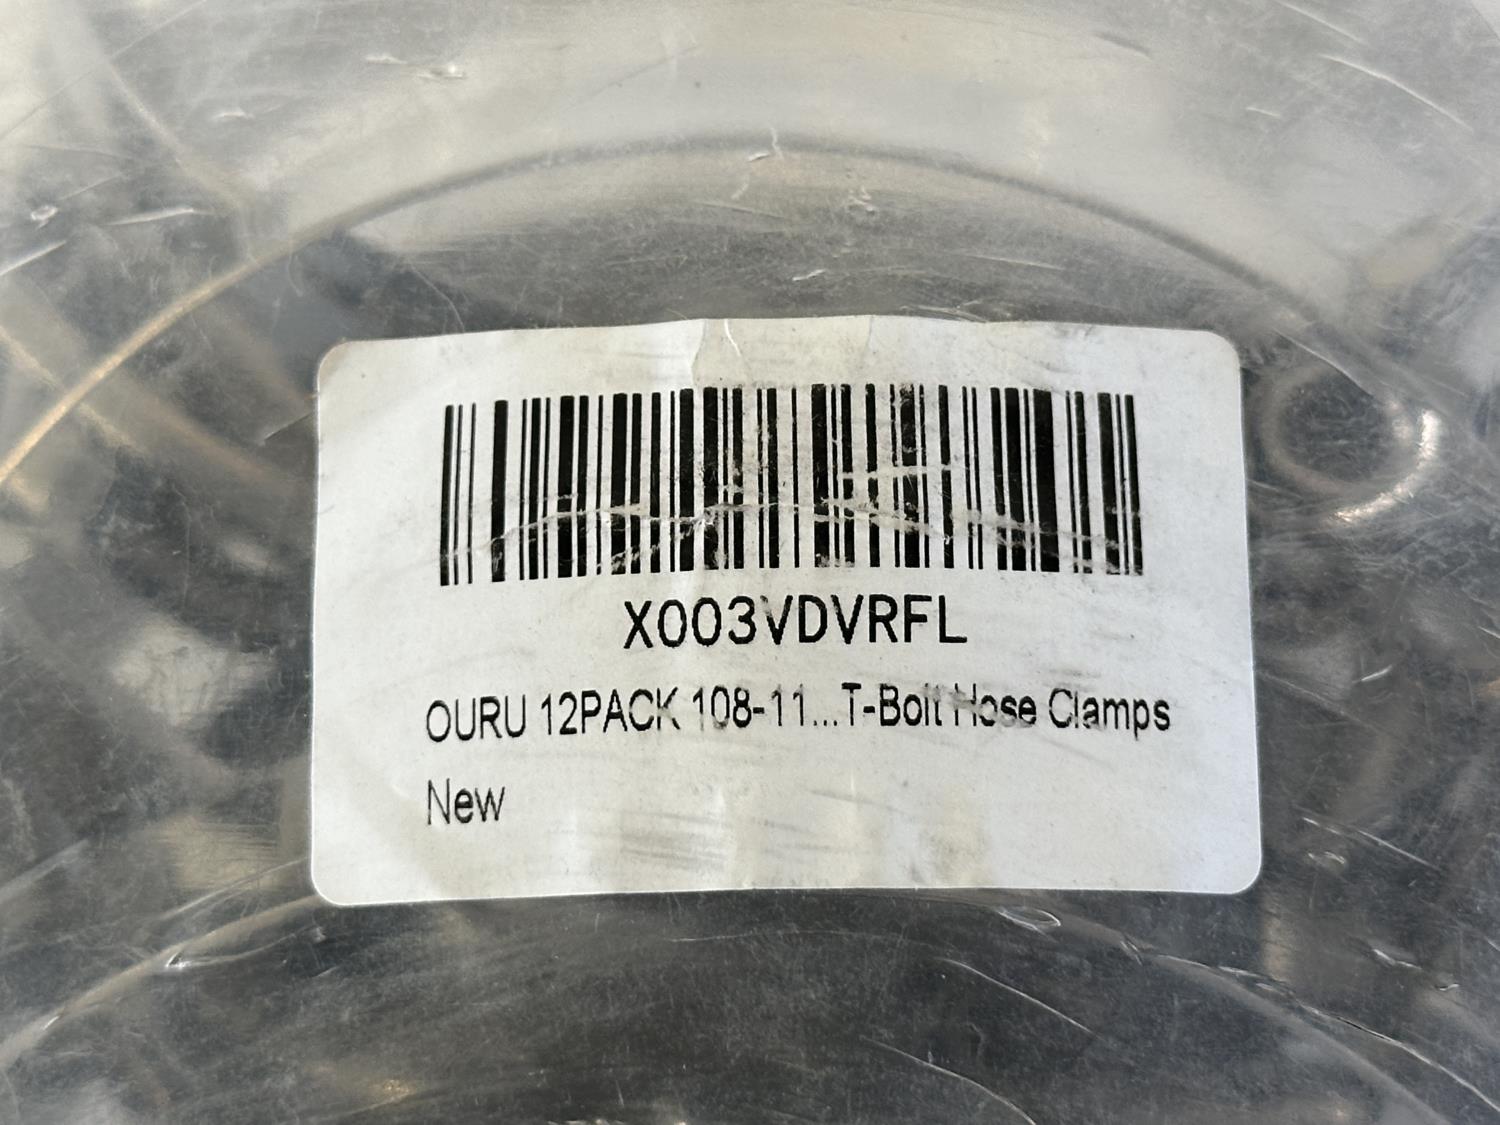 X003VDVRFL
OURU 12PACK 108-11...T-Bolt Hose Clamps
New